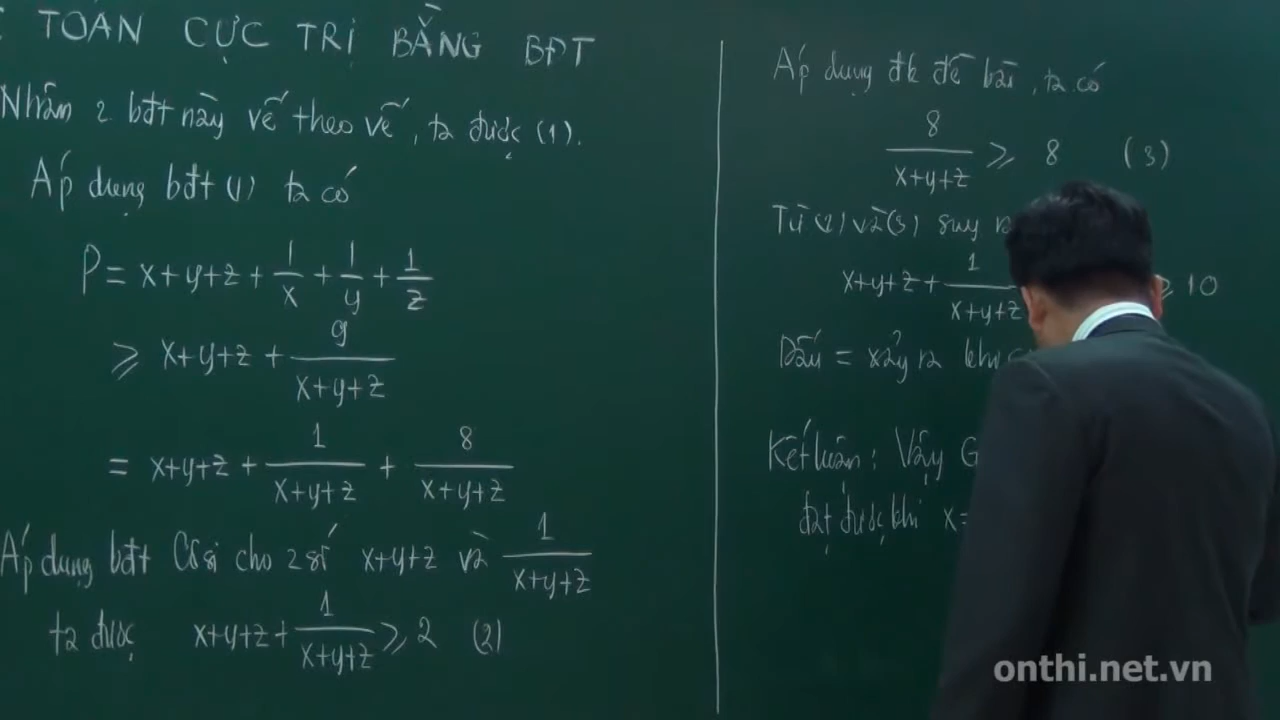 TOÁN CỰC TRỊ BẰNG BĐT
Nhân 2 bđt này vế theo vế, ta được (1).
Áp dụng bđt (1) ta có
P = x+y+z + 1/x + 1/y + 1/z
≥ x+y+z + 9/(x+y+z)
= x+y+z + 1/(x+y+z) + 8/(x+y+z)
Áp dụng bđt Côsi cho 2 số x+y+z và 1/(x+y+z)
ta được x+y+z + 1/(x+y+z) ≥ 2 (2)
Áp dụng đk đề bài, ta có
8/(x+y+z) ≥ 8 (3)
Từ (2) và (3) suy ra
x+y+z + 1/(x+y+z) ≥ 10
Dấu = xảy ra khi
Kết luận: Vậy G
đạt được khi x=
onthi.net.vn